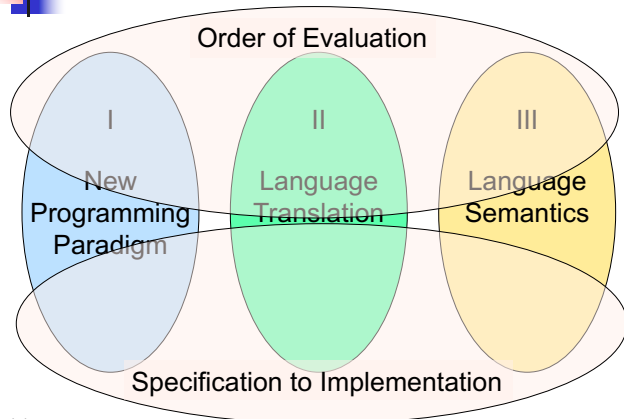 Order of Evaluation
I
II
III
New
Programming
Paradigm
Language
Translation
Language
Semantics
Specification to Implementation